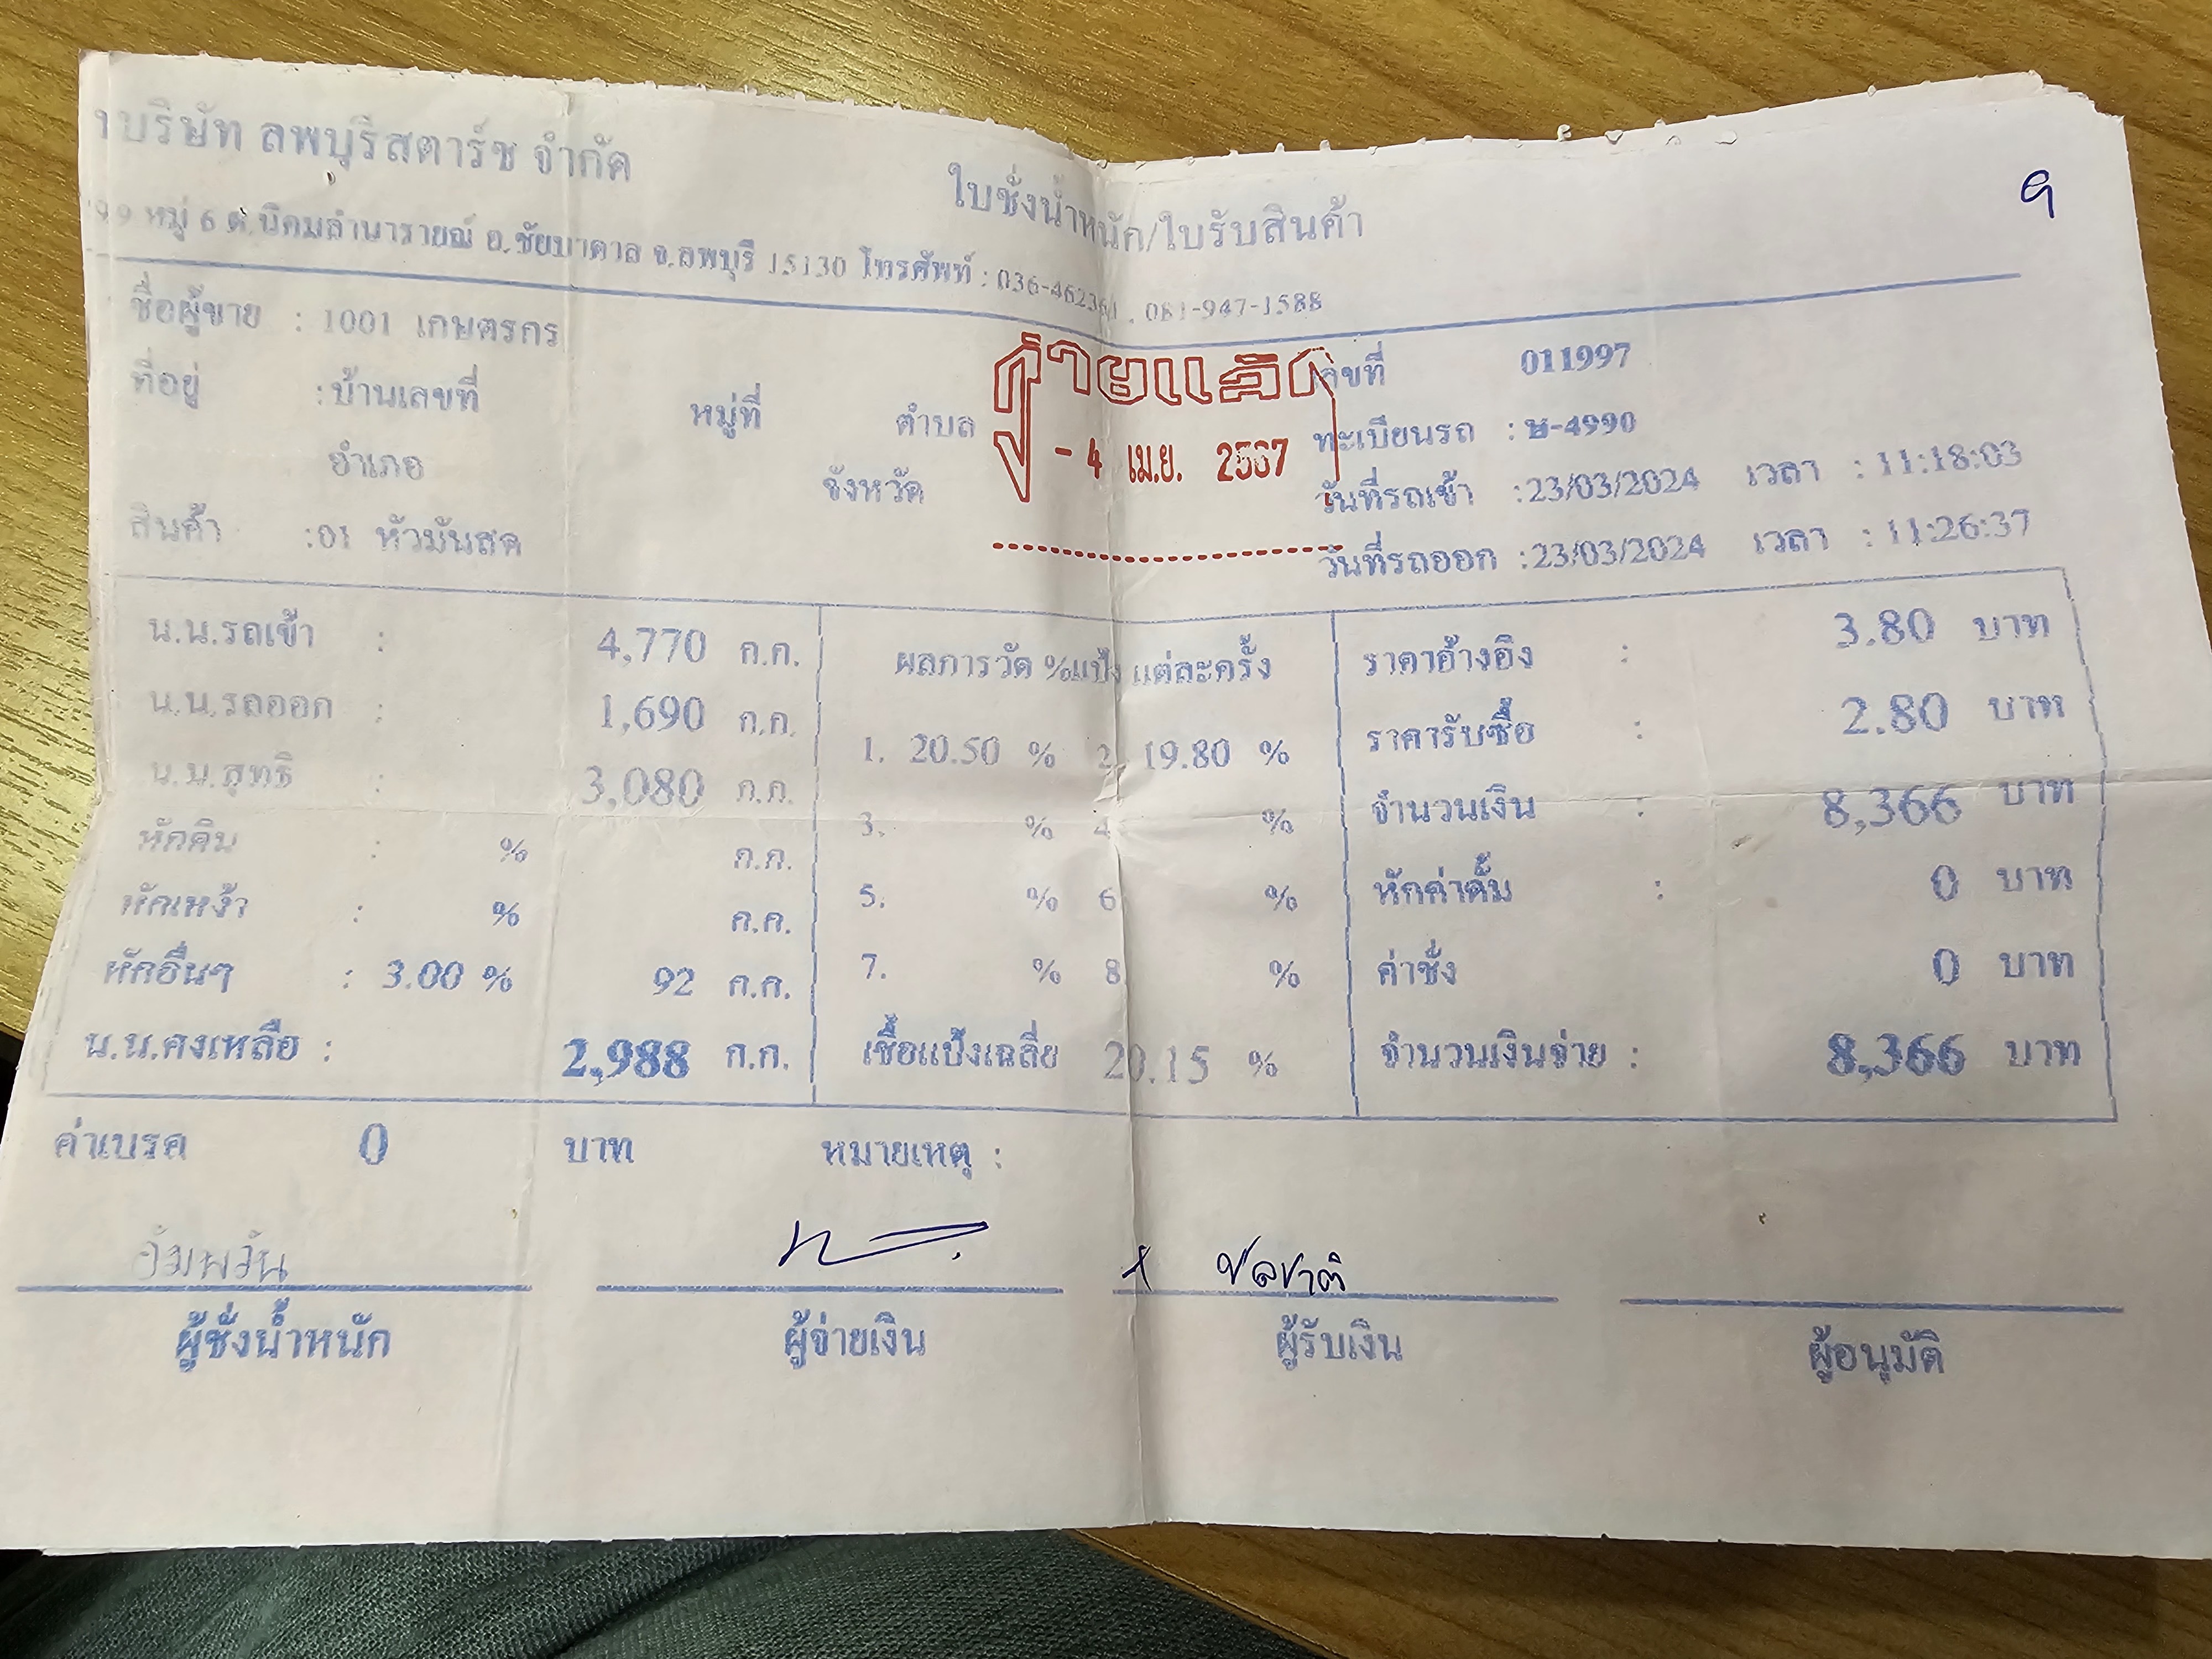 บริษัท ลพบุรีสตาร์ช จำกัด
ใบชั่งน้ำหนัก/ใบรับสินค้า
9
99 หมู่ 6 ต.นิคมลำนารายณ์ อ.ชัยบาดาล จ.ลพบุรี 15130 โทรศัพท์ : 036-462361 , 081-947-1588
ชื่อผู้ขาย : 1001 เกษตรกร
จ่ายแล้ว
เลขที่ 011997
ที่อยู่ : บ้านเลขที่ หมู่ที่ ตำบล
- 4 เม.ย. 2567
ทะเบียนรถ : ษ-4990
อำเภอ จังหวัด
วันที่รถเข้า : 23/03/2024 เวลา : 11:18:03
สินค้า : 01 หัวมันสด
วันที่รถออก : 23/03/2024 เวลา : 11:26:37
น.น.รถเข้า : 4,770 ก.ก.
น.น.รถออก : 1,690 ก.ก.
น.น.สุทธิ : 3,080 ก.ก.
หักดิน : % ก.ก.
หักเหง้า : % ก.ก.
หักอื่นๆ : 3.00 % 92 ก.ก.
น.น.คงเหลือ : 2,988 ก.ก.
ผลการวัด %แป้ง แต่ละครั้ง
1. 20.50 % 2. 19.80 %
3. % 4 %
5. % 6 %
7. % 8 %
เชื้อแป้งเฉลี่ย 20.15 %
ราคาอ้างอิง : 3.80 บาท
ราคารับซื้อ : 2.80 บาท
จำนวนเงิน : 8,366 บาท
หักค่าดั๊ม : 0 บาท
ค่าชั่ง 0 บาท
จำนวนเงินจ่าย : 8,366 บาท
ค่าเบรค 0 บาท หมายเหตุ :
อัมพวัน
x ชลชาติ
ผู้ชั่งน้ำหนัก ผู้จ่ายเงิน ผู้รับเงิน ผู้อนุมัติ